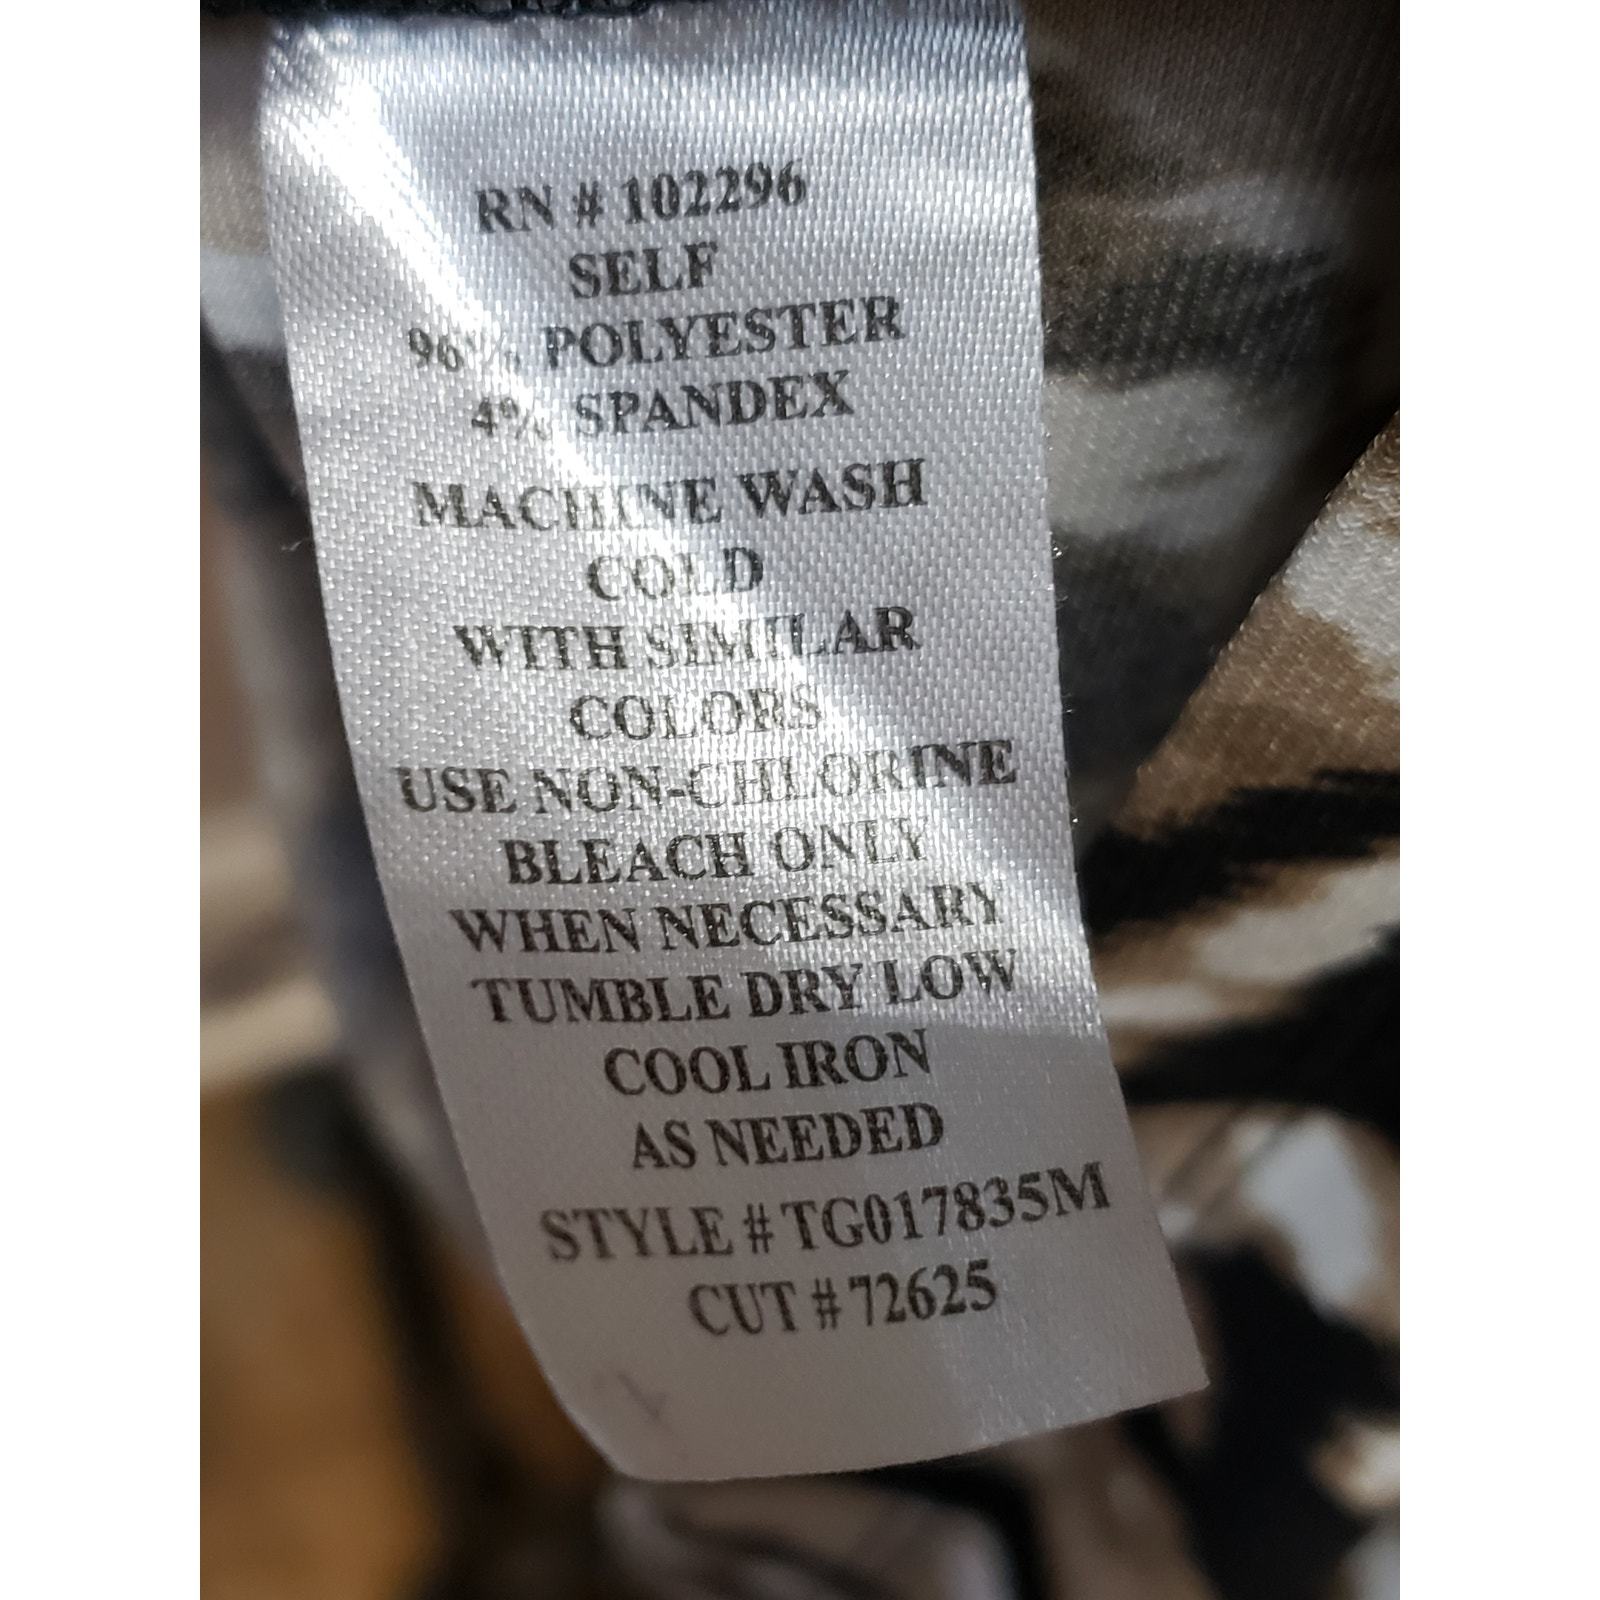 RN # 102296
SELF
96% POLYESTER
4% SPANDEX
MACHINE WASH
COLD
WITH SIMILAR
COLORS
USE NON-CHLORINE
BLEACH ONLY
WHEN NECESSARY
TUMBLE DRY LOW
COOL IRON
AS NEEDED
STYLE # TG017835M
CUT # 72625